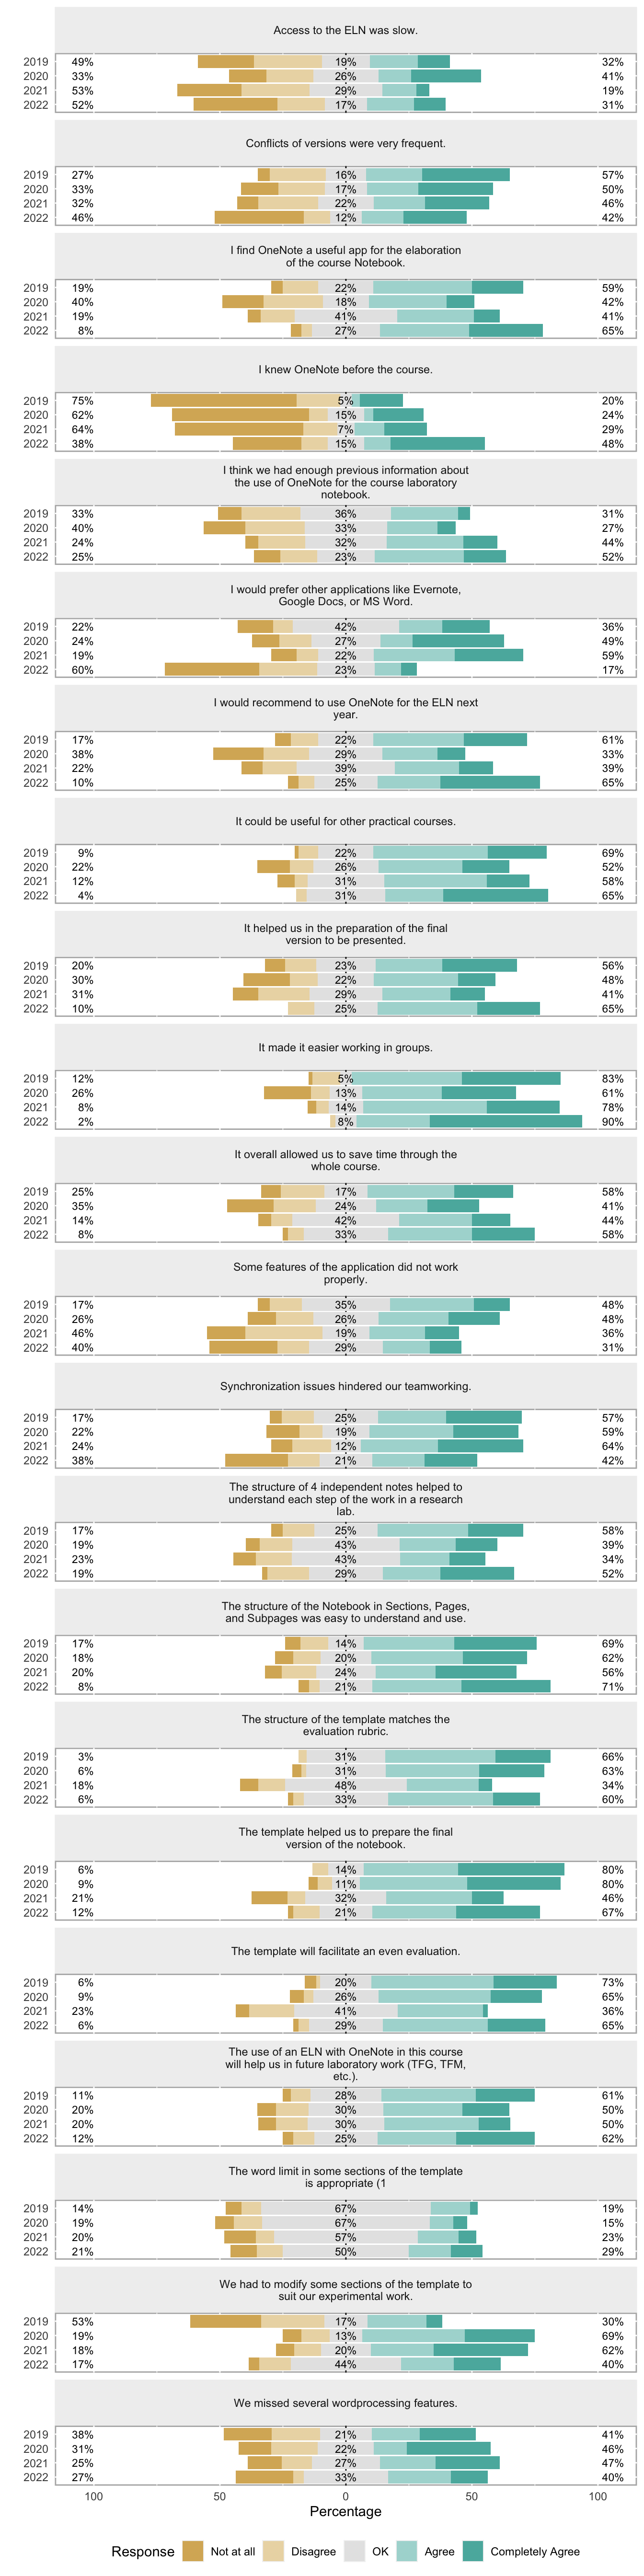 Access to the ELN was slow.
2019 49% 19% 32%
2020 33% 26% 41%
2021 53% 29% 19%
2022 52% 17% 31%
Conflicts of versions were very frequent.
2019 27% 16% 57%
2020 33% 17% 50%
2021 32% 22% 46%
2022 46% 12% 42%
I find OneNote a useful app for the elaboration
of the course Notebook.
2019 19% 22% 59%
2020 40% 18% 42%
2021 19% 41% 41%
2022 8% 27% 65%
I knew OneNote before the course.
2019 75% 5% 20%
2020 62% 15% 24%
2021 64% 7% 29%
2022 38% 15% 48%
I think we had enough previous information about
the use of OneNote for the course laboratory
notebook.
2019 33% 36% 31%
2020 40% 33% 27%
2021 24% 32% 44%
2022 25% 23% 52%
I would prefer other applications like Evernote,
Google Docs, or MS Word.
2019 22% 42% 36%
2020 24% 27% 49%
2021 19% 22% 59%
2022 60% 23% 17%
I would recommend to use OneNote for the ELN next
year.
2019 17% 22% 61%
2020 38% 29% 33%
2021 22% 39% 39%
2022 10% 25% 65%
It could be useful for other practical courses.
2019 9% 22% 69%
2020 22% 26% 52%
2021 12% 31% 58%
2022 4% 31% 65%
It helped us in the preparation of the final
version to be presented.
2019 20% 23% 56%
2020 30% 22% 48%
2021 31% 29% 41%
2022 10% 25% 65%
It made it easier working in groups.
2019 12% 5% 83%
2020 26% 13% 61%
2021 8% 14% 78%
2022 2% 8% 90%
It overall allowed us to save time through the
whole course.
2019 25% 17% 58%
2020 35% 24% 41%
2021 14% 42% 44%
2022 8% 33% 58%
Some features of the application did not work
properly.
2019 17% 35% 48%
2020 26% 26% 48%
2021 46% 19% 36%
2022 40% 29% 31%
Synchronization issues hindered our teamworking.
2019 17% 25% 57%
2020 22% 19% 59%
2021 24% 12% 64%
2022 38% 21% 42%
The structure of 4 independent notes helped to
understand each step of the work in a research
lab.
2019 17% 25% 58%
2020 19% 43% 39%
2021 23% 43% 34%
2022 19% 29% 52%
The structure of the Notebook in Sections, Pages,
and Subpages was easy to understand and use.
2019 17% 14% 69%
2020 18% 20% 62%
2021 20% 24% 56%
2022 8% 21% 71%
The structure of the template matches the
evaluation rubric.
2019 3% 31% 66%
2020 6% 31% 63%
2021 18% 48% 34%
2022 6% 33% 60%
The template helped us to prepare the final
version of the notebook.
2019 6% 14% 80%
2020 9% 11% 80%
2021 21% 32% 46%
2022 12% 21% 67%
The template will facilitate an even evaluation.
2019 6% 20% 73%
2020 9% 26% 65%
2021 23% 41% 36%
2022 6% 29% 65%
The use of an ELN with OneNote in this course
will help us in future laboratory work (TFG, TFM,
etc.).
2019 11% 28% 61%
2020 20% 30% 50%
2021 20% 30% 50%
2022 12% 25% 62%
The word limit in some sections of the template
is appropriate (1
2019 14% 67% 19%
2020 19% 67% 15%
2021 20% 57% 23%
2022 21% 50% 29%
We had to modify some sections of the template to
suit our experimental work.
2019 53% 17% 30%
2020 19% 13% 69%
2021 18% 20% 62%
2022 17% 44% 40%
We missed several wordprocessing features.
2019 38% 21% 41%
2020 31% 22% 46%
2021 25% 27% 47%
2022 27% 33% 40%
100 50 0 50 100
Percentage
Response Not at all Disagree OK Agree Completely Agree